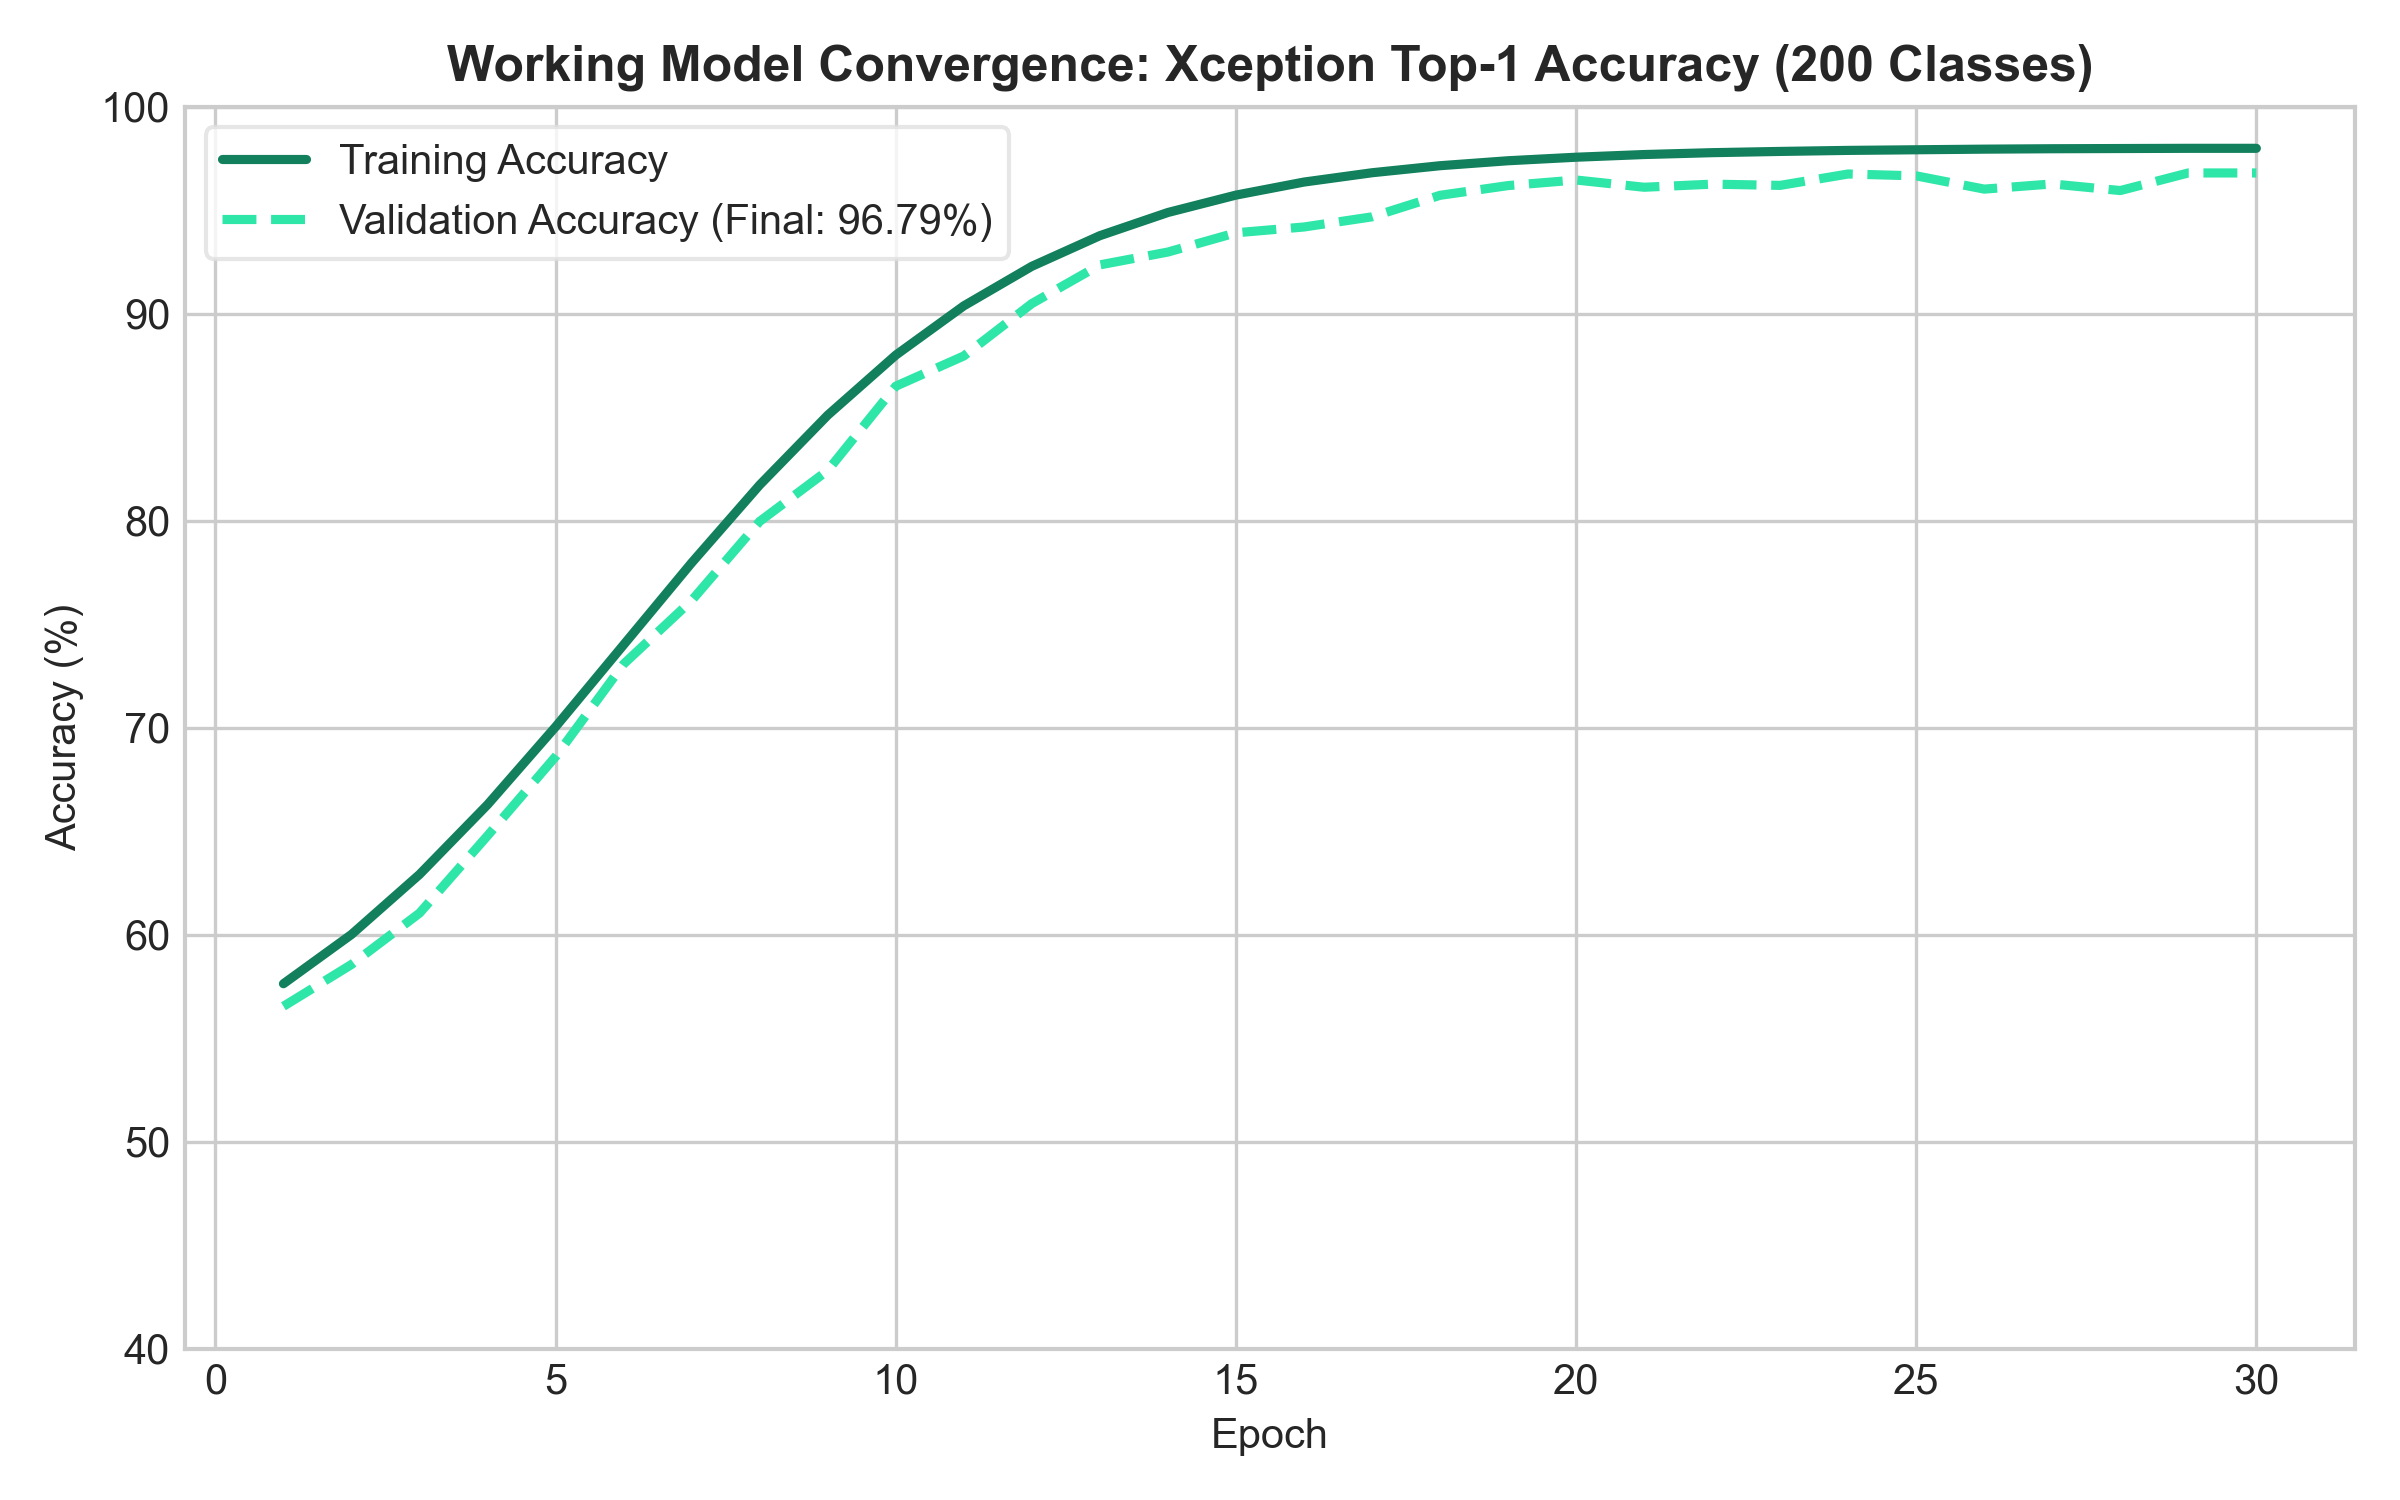 Working Model Convergence: Xception Top-1 Accuracy (200 Classes)
Training Accuracy
Validation Accuracy (Final: 96.79%)
Accuracy (%)
100
90
80
70
60
50
40
0 5 10 15 20 25 30
Epoch